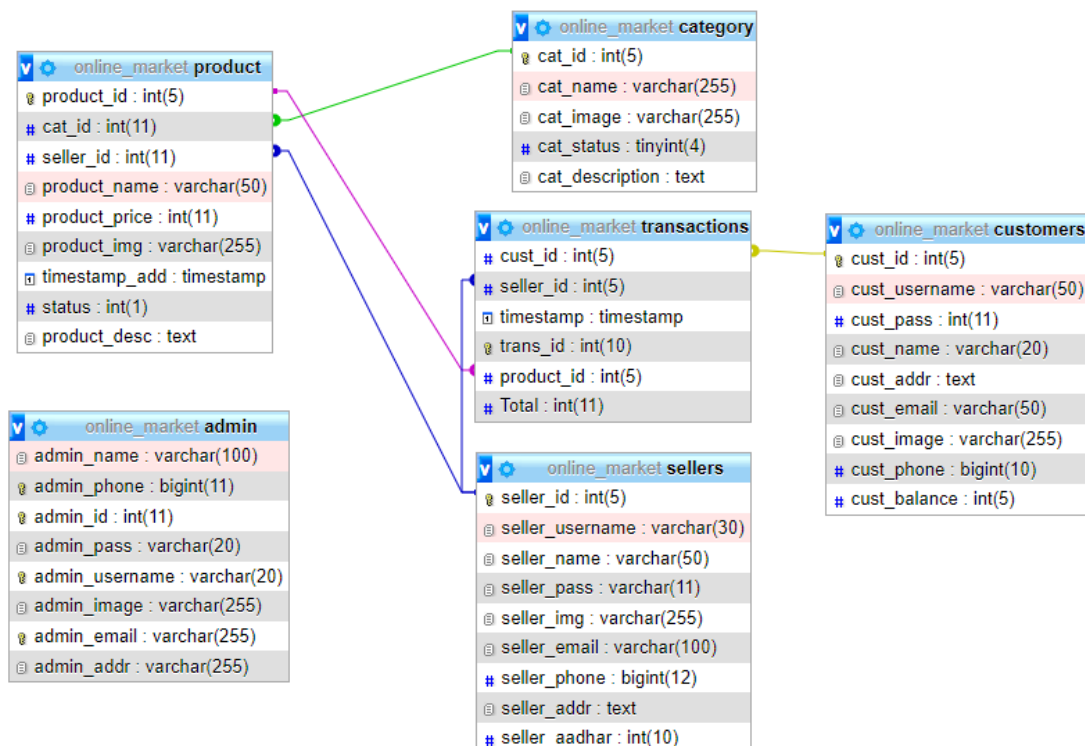 online_market product
product_id : int(5)
cat_id : int(11)
seller_id : int(11)
product_name : varchar(50)
product_price : int(11)
product_img : varchar(255)
timestamp_add : timestamp
status : int(1)
product_desc : text
online_market category
cat_id : int(5)
cat_name : varchar(255)
cat_image : varchar(255)
cat_status : tinyint(4)
cat_description : text
online_market transactions
cust_id : int(5)
seller_id : int(5)
timestamp : timestamp
trans_id : int(10)
product_id : int(5)
Total : int(11)
online_market customers
cust_id : int(5)
cust_username : varchar(50)
cust_pass : int(11)
cust_name : varchar(20)
cust_addr : text
cust_email : varchar(50)
cust_image : varchar(255)
cust_phone : bigint(10)
cust_balance : int(5)
online_market admin
admin_name : varchar(100)
admin_phone : bigint(11)
admin_id : int(11)
admin_pass : varchar(20)
admin_username : varchar(20)
admin_image : varchar(255)
admin_email : varchar(255)
admin_addr : varchar(255)
online_market sellers
seller_id : int(5)
seller_username : varchar(30)
seller_name : varchar(50)
seller_pass : varchar(11)
seller_img : varchar(255)
seller_email : varchar(100)
seller_phone : bigint(12)
seller_addr : text
seller_aadhar : int(10)